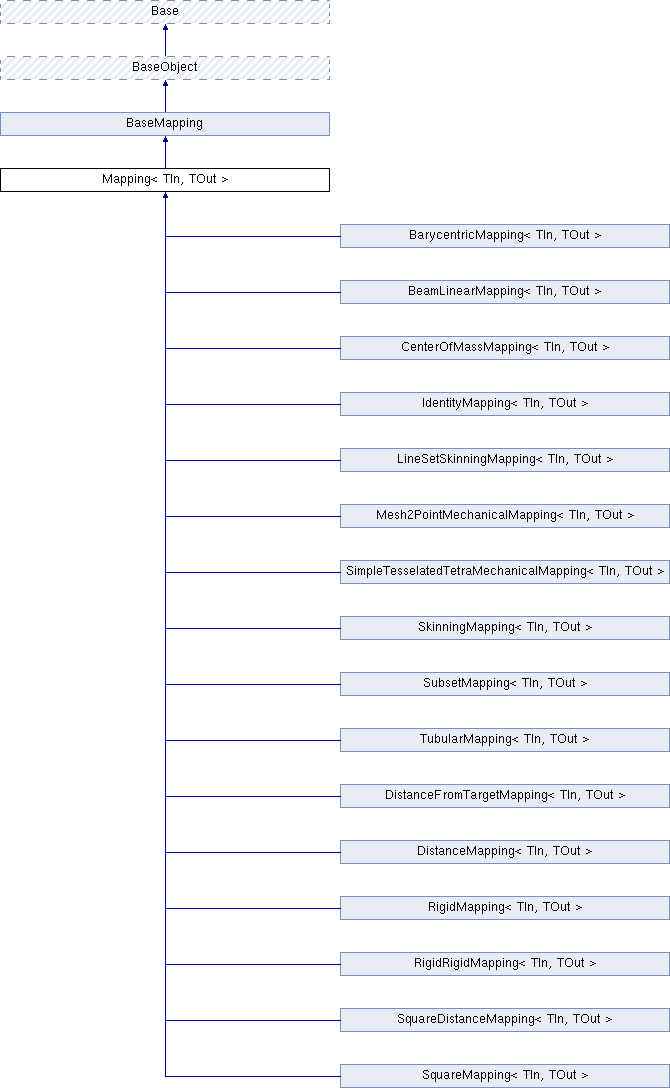 Base
BaseObject
BaseMapping
Mapping< TIn, TOut >
BarycentricMapping< TIn, TOut >
BeamLinearMapping< TIn, TOut >
CenterOfMassMapping< TIn, TOut >
IdentityMapping< TIn, TOut >
LineSetSkinningMapping< TIn, TOut >
Mesh2PointMechanicalMapping< TIn, TOut >
SimpleTesselatedTetraMechanicalMapping< TIn, TOut >
SkinningMapping< TIn, TOut >
SubsetMapping< TIn, TOut >
TubularMapping< TIn, TOut >
DistanceFromTargetMapping< TIn, TOut >
DistanceMapping< TIn, TOut >
RigidMapping< TIn, TOut >
RigidRigidMapping< TIn, TOut >
SquareDistanceMapping< TIn, TOut >
SquareMapping< TIn, TOut >